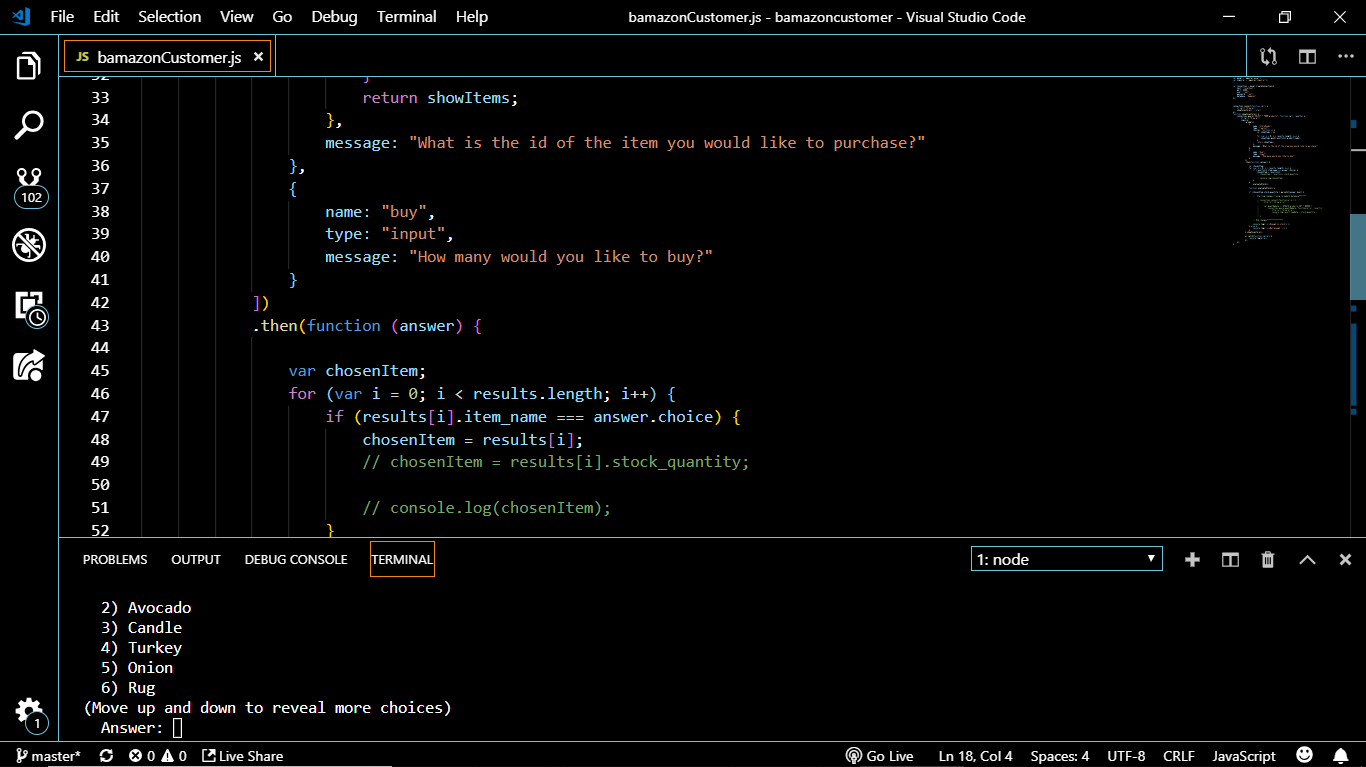 File Edit Selection View Go Debug Terminal Help bamazonCustomer.js - bamazoncustomer - Visual Studio Code
JS bamazonCustomer.js ×
33 return showItems;
34 },
35 message: "What is the id of the item you would like to purchase?"
36 },
37 {
38 name: "buy",
39 type: "input",
40 message: "How many would you like to buy?"
41 }
42 ])
43 .then(function (answer) {
44
45 var chosenItem;
46 for (var i = 0; i < results.length; i++) {
47 if (results[i].item_name === answer.choice) {
48 chosenItem = results[i];
49 // chosenItem = results[i].stock_quantity;
50
51 // console.log(chosenItem);
52 }
102
PROBLEMS OUTPUT DEBUG CONSOLE TERMINAL 1: node
2) Avocado
3) Candle
4) Turkey
5) Onion
6) Rug
(Move up and down to reveal more choices)
Answer:
1
master* 0 0 Live Share Go Live Ln 18, Col 4 Spaces: 4 UTF-8 CRLF JavaScript